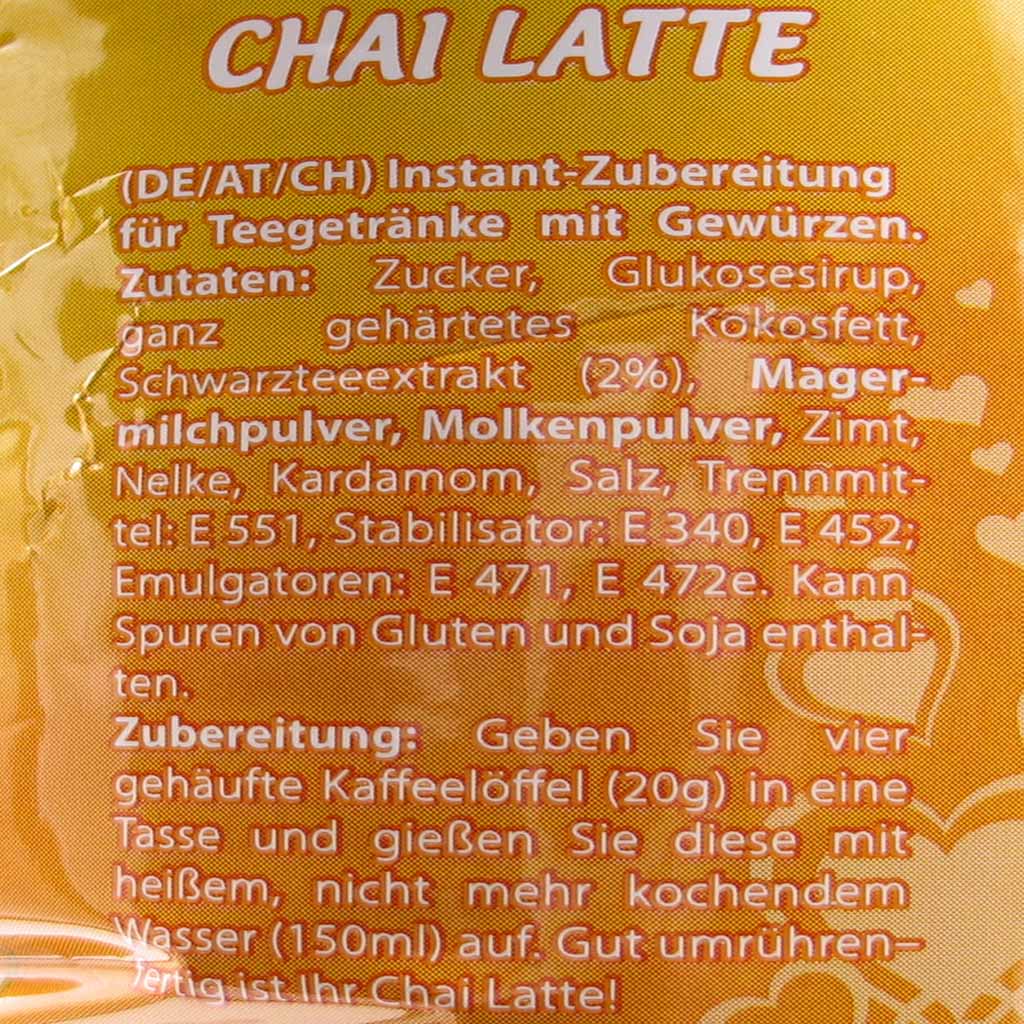 CHAI LATTE
(DE/AT/CH) Instant-Zubereitung
für Teegetränke mit Gewürzen.
Zutaten: Zucker, Glukosesirup,
ganz gehärtetes Kokosfett,
Schwarzteeextrakt (2%), Mager-
milchpulver, Molkenpulver, Zimt,
Nelke, Kardamom, Salz, Trennmit-
tel: E 551, Stabilisator: E 340, E 452;
Emulgatoren: E 471, E 472e. Kann
Spuren von Gluten und Soja enthal-
ten.
Zubereitung: Geben Sie vier
gehäufte Kaffeelöffel (20g) in eine
Tasse und gießen Sie diese mit
heißem, nicht mehr kochendem
Wasser (150ml) auf. Gut umrühren–
fertig ist Ihr Chai Latte!